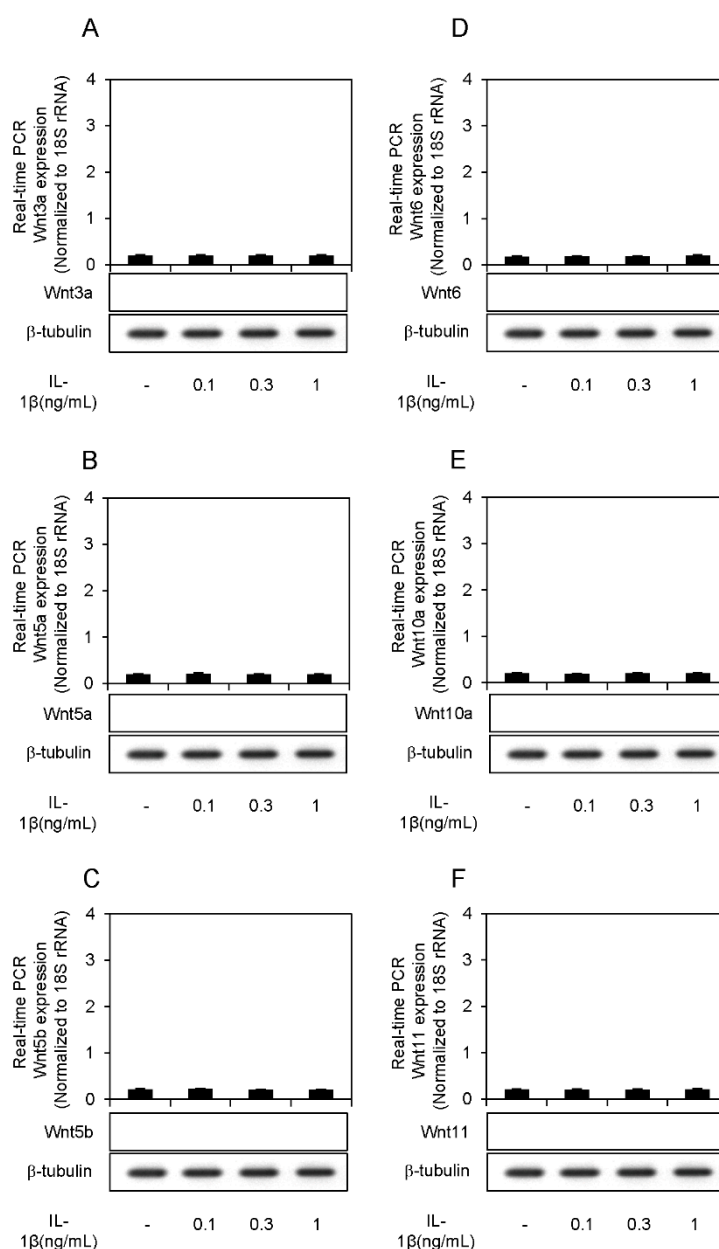 A
Real-time PCR
Wnt3a expression
(Normalized to 18S rRNA)
4
3
2
1
0
Wnt3a
β-tubulin
IL-
1β(ng/mL)
- 0.1 0.3 1
D
Real-time PCR
Wnt6 expression
(Normalized to 18S rRNA)
4
3
2
1
0
Wnt6
β-tubulin
IL-
1β(ng/mL)
- 0.1 0.3 1
B
Real-time PCR
Wnt5a expression
(Normalized to 18S rRNA)
4
3
2
1
0
Wnt5a
β-tubulin
IL-
1β(ng/mL)
- 0.1 0.3 1
E
Real-time PCR
Wnt10a expression
(Normalized to 18S rRNA)
4
3
2
1
0
Wnt10a
β-tubulin
IL-
1β(ng/mL)
- 0.1 0.3 1
C
Real-time PCR
Wnt5b expression
(Normalized to 18S rRNA)
4
3
2
1
0
Wnt5b
β-tubulin
IL-
1β(ng/mL)
- 0.1 0.3 1
F
Real-time PCR
Wnt11 expression
(Normalized to 18S rRNA)
4
3
2
1
0
Wnt11
β-tubulin
IL-
1β(ng/mL)
- 0.1 0.3 1